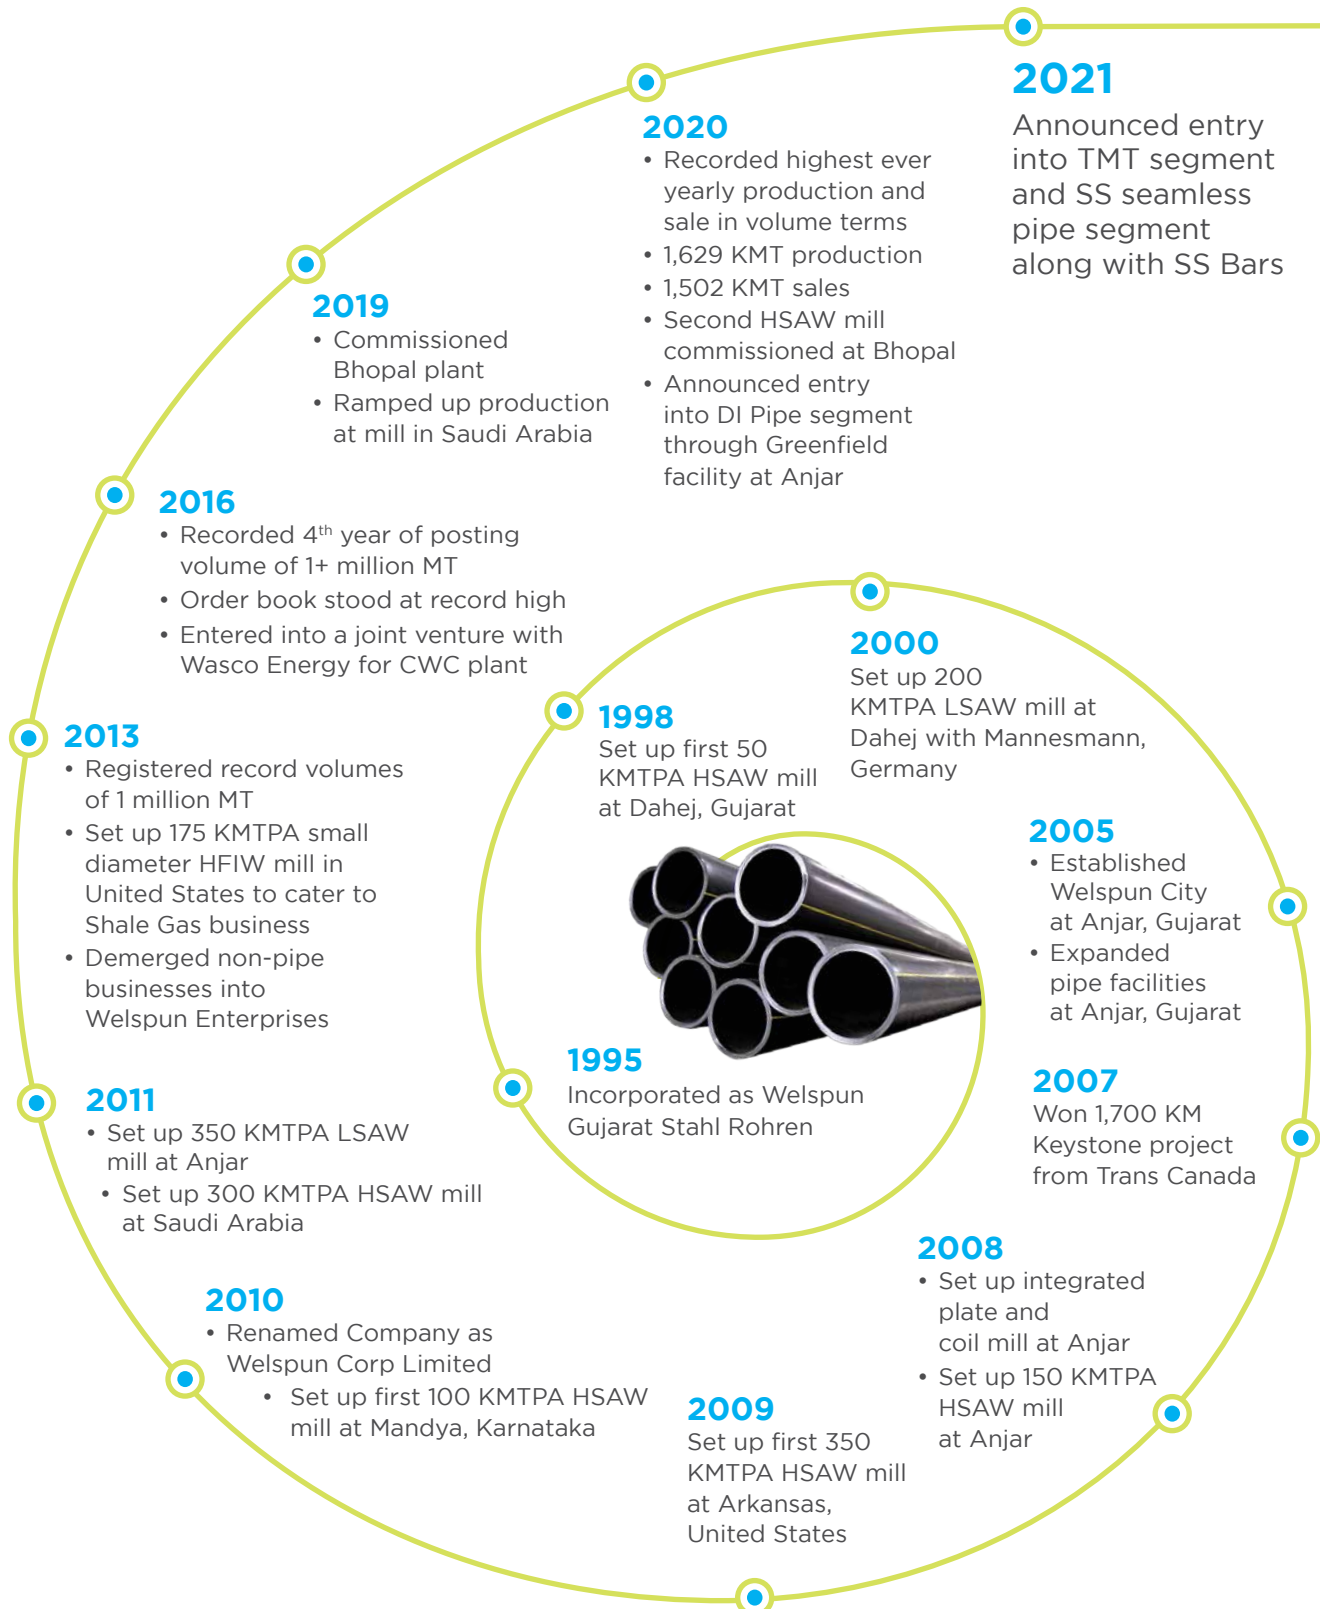 2021
Announced entry
into TMT segment
and SS seamless
pipe segment
along with SS Bars
2020
• Recorded highest ever
yearly production and
sale in volume terms
• 1,629 KMT production
• 1,502 KMT sales
• Second HSAW mill
commissioned at Bhopal
• Announced entry
into DI Pipe segment
through Greenfield
facility at Anjar
2019
• Commissioned
Bhopal plant
• Ramped up production
at mill in Saudi Arabia
2016
• Recorded 4th year of posting
volume of 1+ million MT
• Order book stood at record high
• Entered into a joint venture with
Wasco Energy for CWC plant
2013
• Registered record volumes
of 1 million MT
• Set up 175 KMTPA small
diameter HFIW mill in
United States to cater to
Shale Gas business
• Demerged non-pipe
businesses into
Welspun Enterprises
2011
• Set up 350 KMTPA LSAW
mill at Anjar
• Set up 300 KMTPA HSAW mill
at Saudi Arabia
2010
• Renamed Company as
Welspun Corp Limited
• Set up first 100 KMTPA HSAW
mill at Mandya, Karnataka
2009
Set up first 350
KMTPA HSAW mill
at Arkansas,
United States
2008
• Set up integrated
plate and
coil mill at Anjar
• Set up 150 KMTPA
HSAW mill
at Anjar
2007
Won 1,700 KM
Keystone project
from Trans Canada
2005
• Established
Welspun City
at Anjar, Gujarat
• Expanded
pipe facilities
at Anjar, Gujarat
2000
Set up 200
KMTPA LSAW mill at
Dahej with Mannesmann,
Germany
1998
Set up first 50
KMTPA HSAW mill
at Dahej, Gujarat
1995
Incorporated as Welspun
Gujarat Stahl Rohren